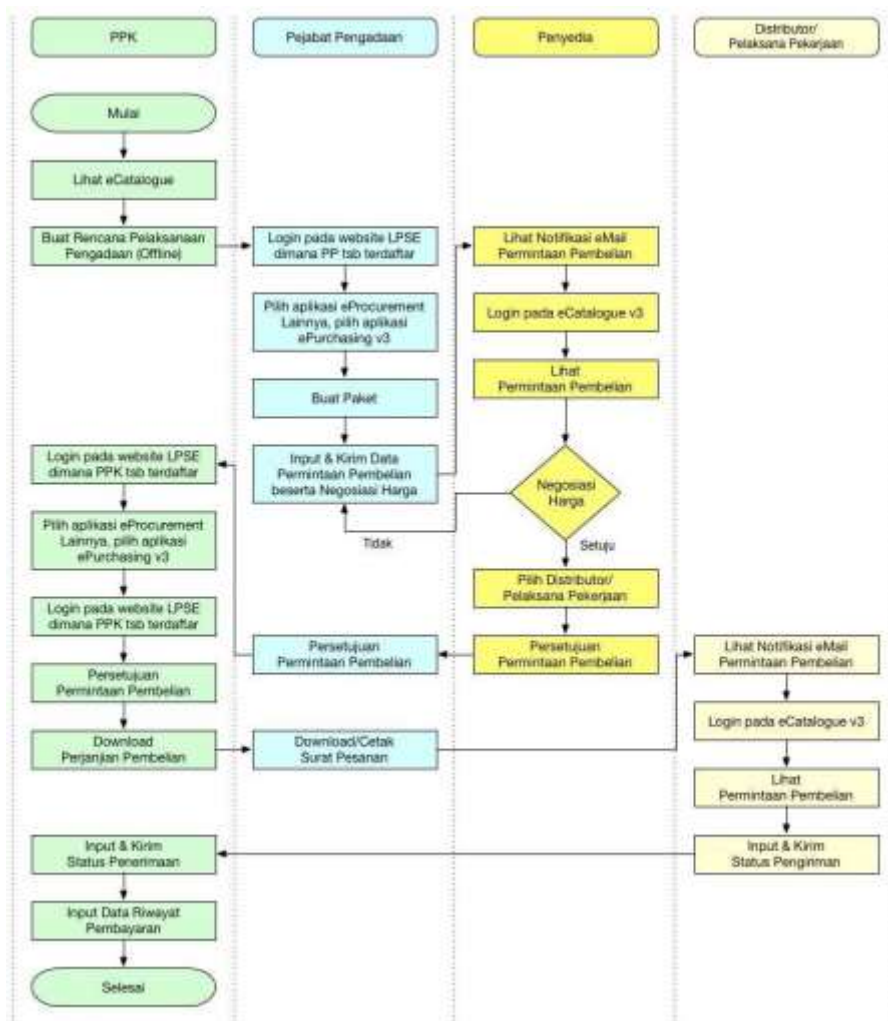 PPK
Pejabat Pengadaan
Penyedia
Distributor/
Pelaksana Pekerjaan
Mulai
Lihat eCatalogue
Buat Rencana Pelaksanaan
Pengadaan (Offline)
Login pada website LPSE
dimana PP tsb terdaftar
Lihat Notifikasi eMail
Permintaan Pembelian
Pilih aplikasi eProcurement
Lainnya, pilih aplikasi
ePurchasing v3
Login pada eCatalogue v3
Buat Paket
Lihat
Permintaan Pembelian
Input & Kirim Data
Permintaan Pembelian
beserta Negosiasi Harga
Negosiasi
Harga
Tidak
Setuju
Login pada website LPSE
dimana PPK tsb terdaftar
Pilih aplikasi eProcurement
Lainnya, pilih aplikasi
ePurchasing v3
Pilih Distributor/
Pelaksana Pekerjaan
Login pada website LPSE
dimana PPK tsb terdaftar
Persetujuan
Permintaan Pembelian
Persetujuan
Permintaan Pembelian
Lihat Notifikasi eMail
Permintaan Pembelian
Persetujuan
Permintaan Pembelian
Login pada eCatalogue v3
Download
Perjanjian Pembelian
Download/Cetak
Surat Pesanan
Lihat
Permintaan Pembelian
Input & Kirim
Status Penerimaan
Input & Kirim
Status Pengiriman
Input Data Riwayat
Pembayaran
Selesai